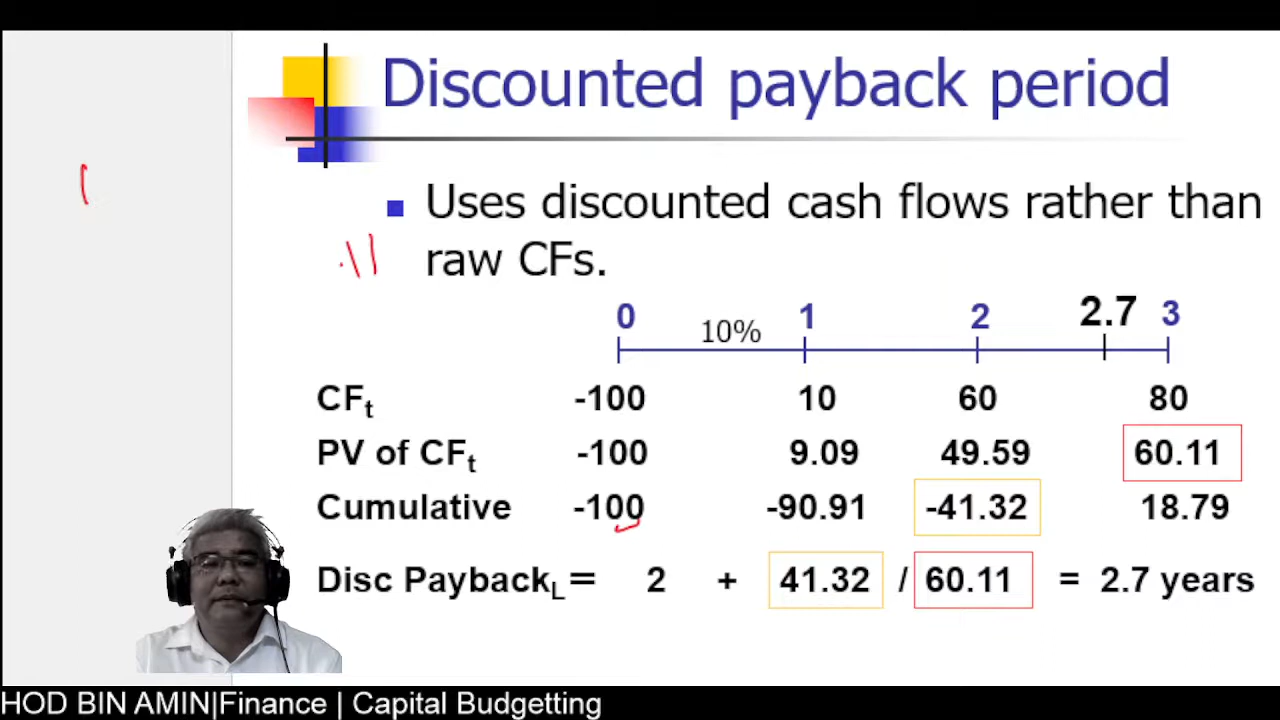 Discounted payback period
Uses discounted cash flows rather than
raw CFs.
0 10% 1 2 2.7 3
CFt -100 10 60 80
PV of CFt -100 9.09 49.59 60.11
Cumulative -100 -90.91 -41.32 18.79
Disc PaybackL = 2 + 41.32 / 60.11 = 2.7 years
HOD BIN AMIN|Finance | Capital Budgetting